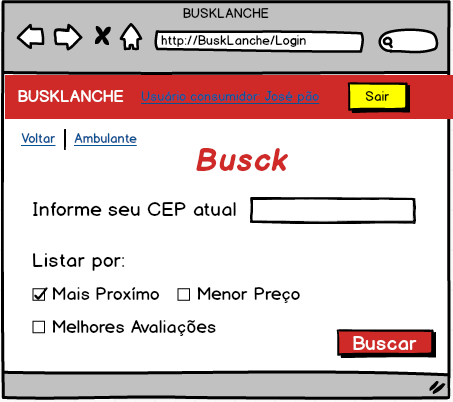 BUSKLANCHE
http://BuskLanche/Login
BUSKLANCHE Usuário consumidor: José pão Sair
Voltar Ambulante
Busck
Informe seu CEP atual
Listar por:
Mais Proxímo Menor Preço
Melhores Avaliações
Buscar